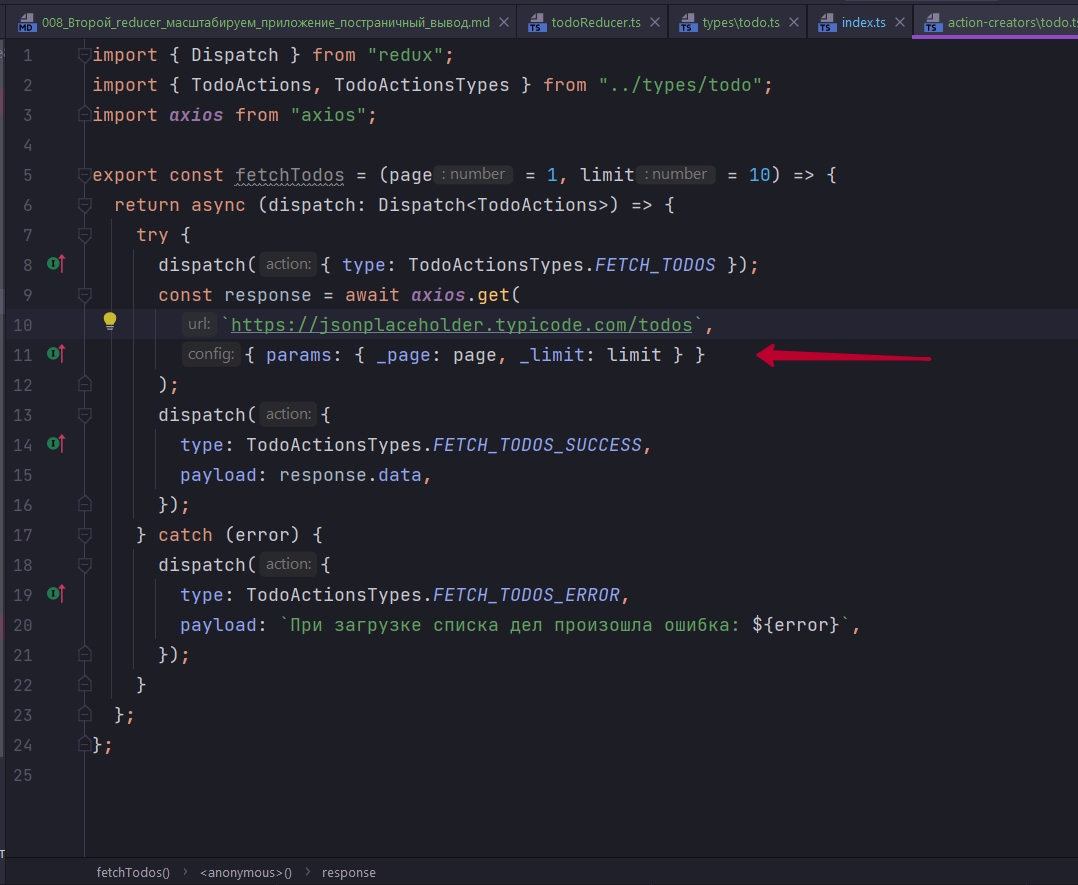 008_Второй_reducer_масштабируем_приложение_постраничный_вывод.md todoReducer.ts types\todo.ts index.ts action-creators\todo.ts
1 import { Dispatch } from "redux";
2 import { TodoActions, TodoActionsTypes } from "../types/todo";
3 import axios from "axios";
4
5 export const fetchTodos = (page : number = 1, limit : number = 10) => {
6 return async (dispatch: Dispatch<TodoActions>) => {
7 try {
8 dispatch( action: { type: TodoActionsTypes.FETCH_TODOS });
9 const response = await axios.get(
10 url: `https://jsonplaceholder.typicode.com/todos`,
11 config: { params: { _page: page, _limit: limit } }
12 );
13 dispatch( action: {
14 type: TodoActionsTypes.FETCH_TODOS_SUCCESS,
15 payload: response.data,
16 });
17 } catch (error) {
18 dispatch( action: {
19 type: TodoActionsTypes.FETCH_TODOS_ERROR,
20 payload: `При загрузке списка дел произошла ошибка: ${error}`,
21 });
22 }
23 };
24 };
25
fetchTodos() > <anonymous>() > response